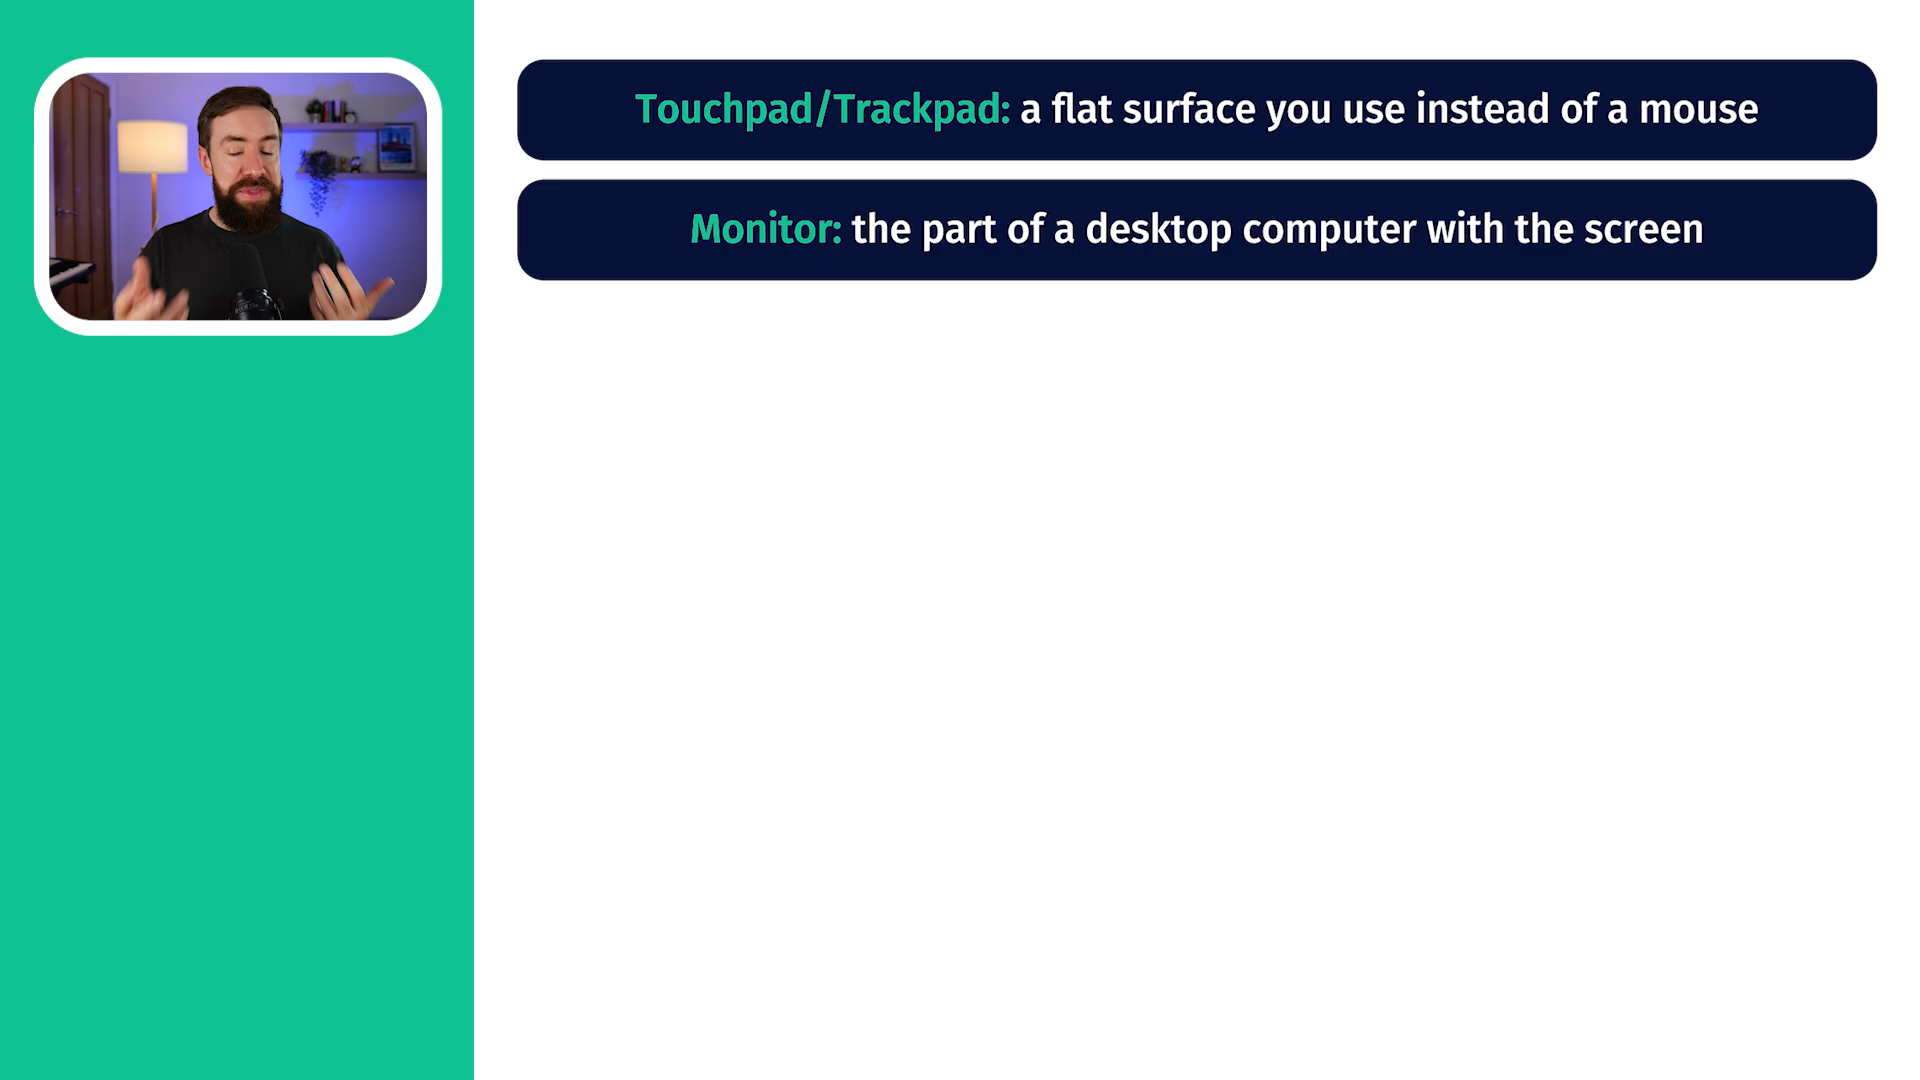 Touchpad/Trackpad: a flat surface you use instead of a mouse
Monitor: the part of a desktop computer with the screen